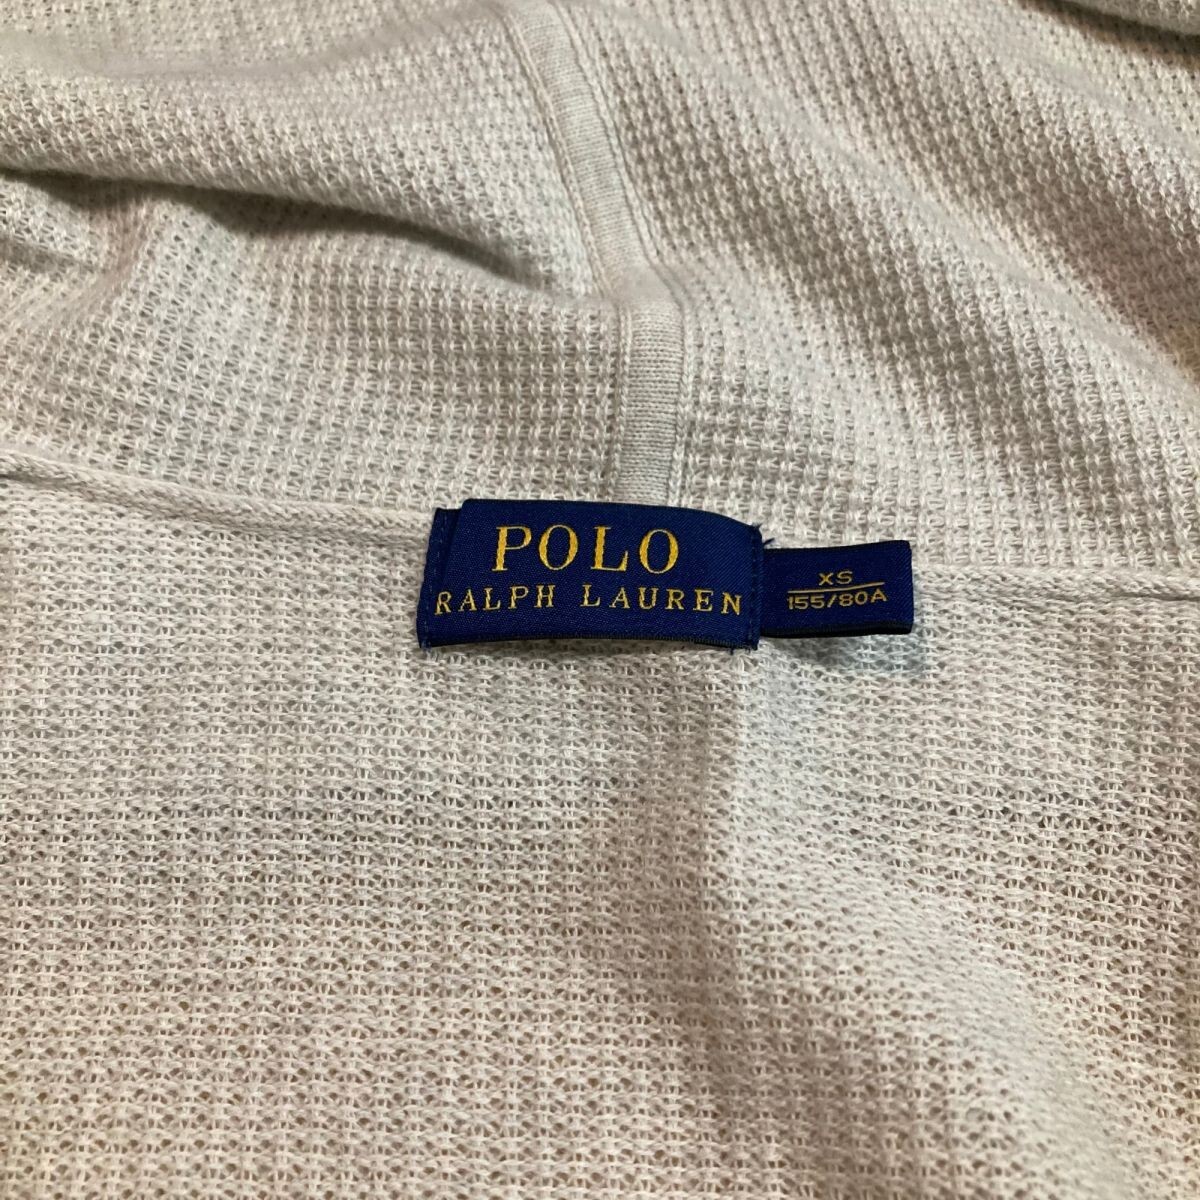 POLO
RALPH LAUREN
XS
155/80A